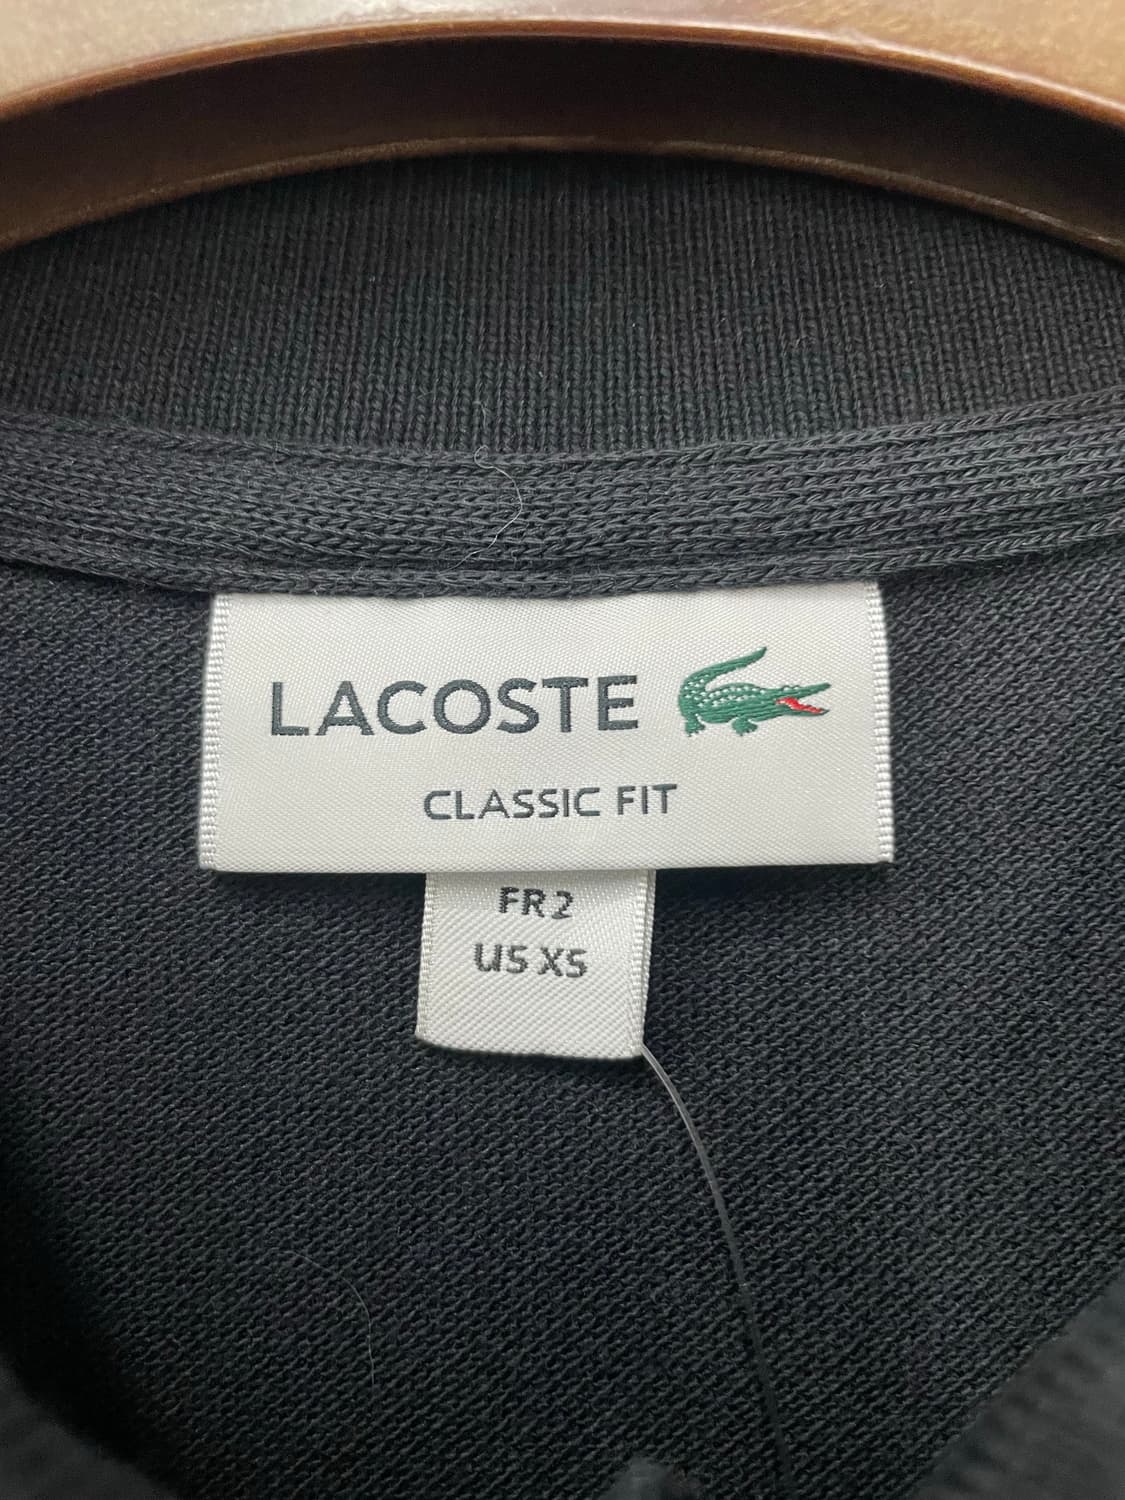 LACOSTE
CLASSIC FIT
FR 2
US XS